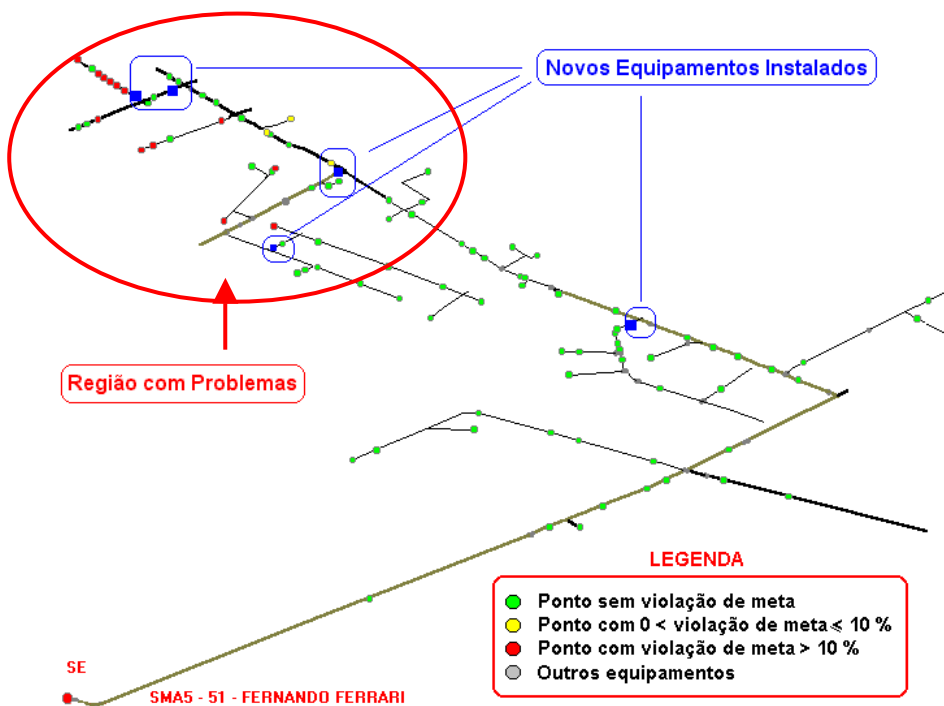 Novos Equipamentos Instalados
Região com Problemas
LEGENDA
Ponto sem violação de meta
Ponto com 0 < violação de meta ⩽ 10 %
Ponto com violação de meta > 10 %
Outros equipamentos
SE
SMA5 - 51 - FERNANDO FERRARI